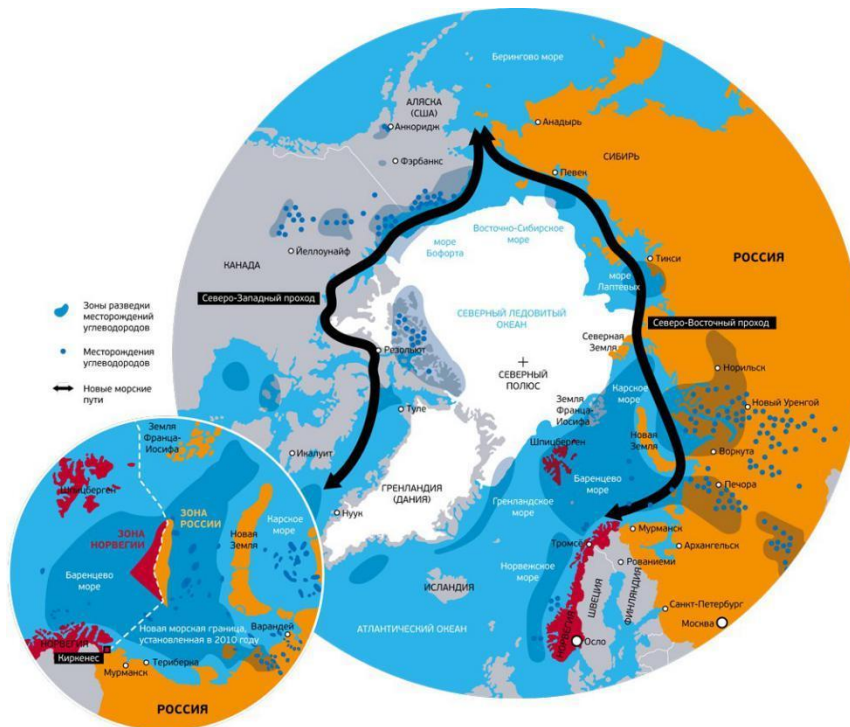 Берингово море
АЛЯСКА
(США)
Анкоридж
Анадырь
Фэрбанкс
СИБИРЬ
Певек
Восточно-Сибирское
море
море
Бофорта
Йеллоунайф
КАНАДА
Тикси
РОССИЯ
море
Лаптевых
Северо-Западный проход
Северо-Восточный проход
СЕВЕРНЫЙ ЛЕДОВИТЫЙ
ОКЕАН
Северная
Земля
Резольют
СЕВЕРНЫЙ
ПОЛЮС
Норильск
Карское
море
Новый Уренгой
Земля
Франца-
Иосифа
Туле
Новая
Земля
Шпицберген
Воркута
Икалуит
Баренцево
море
Печора
ГРЕНЛАНДИЯ
(ДАНИЯ)
Гренландское
море
Нуук
Мурманск
Тромсё
Архангельск
Рованиеми
Норвежское
море
ИСЛАНДИЯ
ШВЕЦИЯ
ФИНЛЯНДИЯ
НОРВЕГИЯ
Санкт-Петербург
Москва
АТЛАНТИЧЕСКИЙ ОКЕАН
Осло
Зоны разведки
месторождений
углеводородов
Месторождения
углеводородов
Новые морские
пути
Земля
Франца-
Иосифа
Шпицберген
ЗОНА
РОССИИ
ЗОНА
НОРВЕГИИ
Новая
Земля
Карское
море
Баренцево
море
Новая морская граница,
установленная в 2010 году
Варандей
НОРВЕГИЯ
Киркенес
Териберка
Мурманск
РОССИЯ